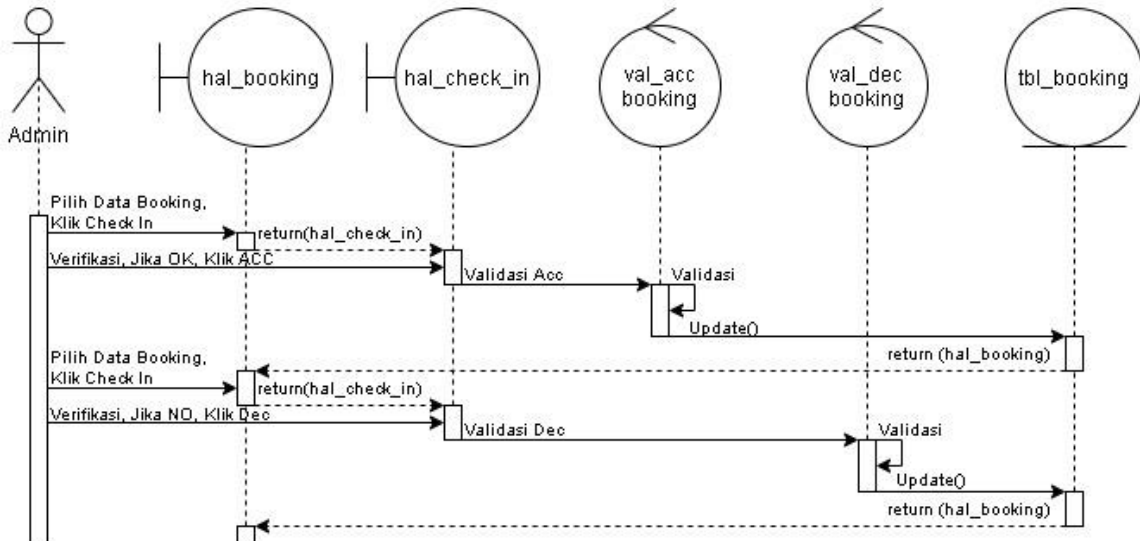 Admin
hal_booking
hal_check_in
val_acc
booking
val_dec
booking
tbl_booking
Pilih Data Booking,
Klik Check In
return(hal_check_in)
Verifikasi, Jika OK, Klik ACC
Validasi Acc
Validasi
Update()
return (hal_booking)
Pilih Data Booking,
Klik Check In
return(hal_check_in)
Verifikasi, Jika NO, Klik Dec
Validasi Dec
Validasi
Update()
return (hal_booking)